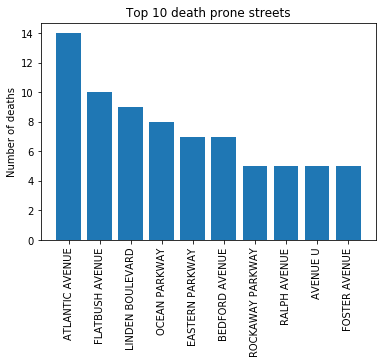 Top 10 death prone streets
Number of deaths
14
12
10
8
6
4
2
0
ATLANTIC AVENUE
FLATBUSH AVENUE
LINDEN BOULEVARD
OCEAN PARKWAY
EASTERN PARKWAY
BEDFORD AVENUE
ROCKAWAY PARKWAY
RALPH AVENUE
AVENUE U
FOSTER AVENUE